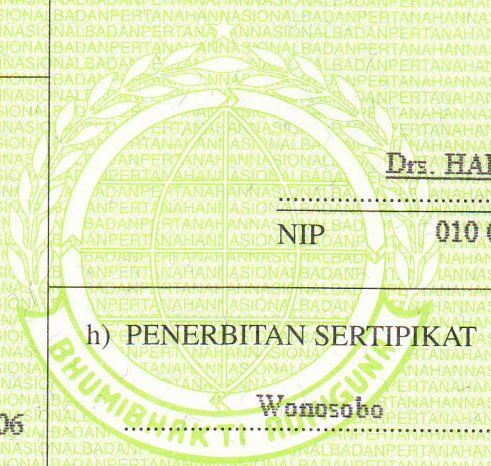 Drs. HA
NIP 010
h) PENERBITAN SERTIPIKAT
Wonosobo
06
BHUMIBHAKTI ADHIGUNA